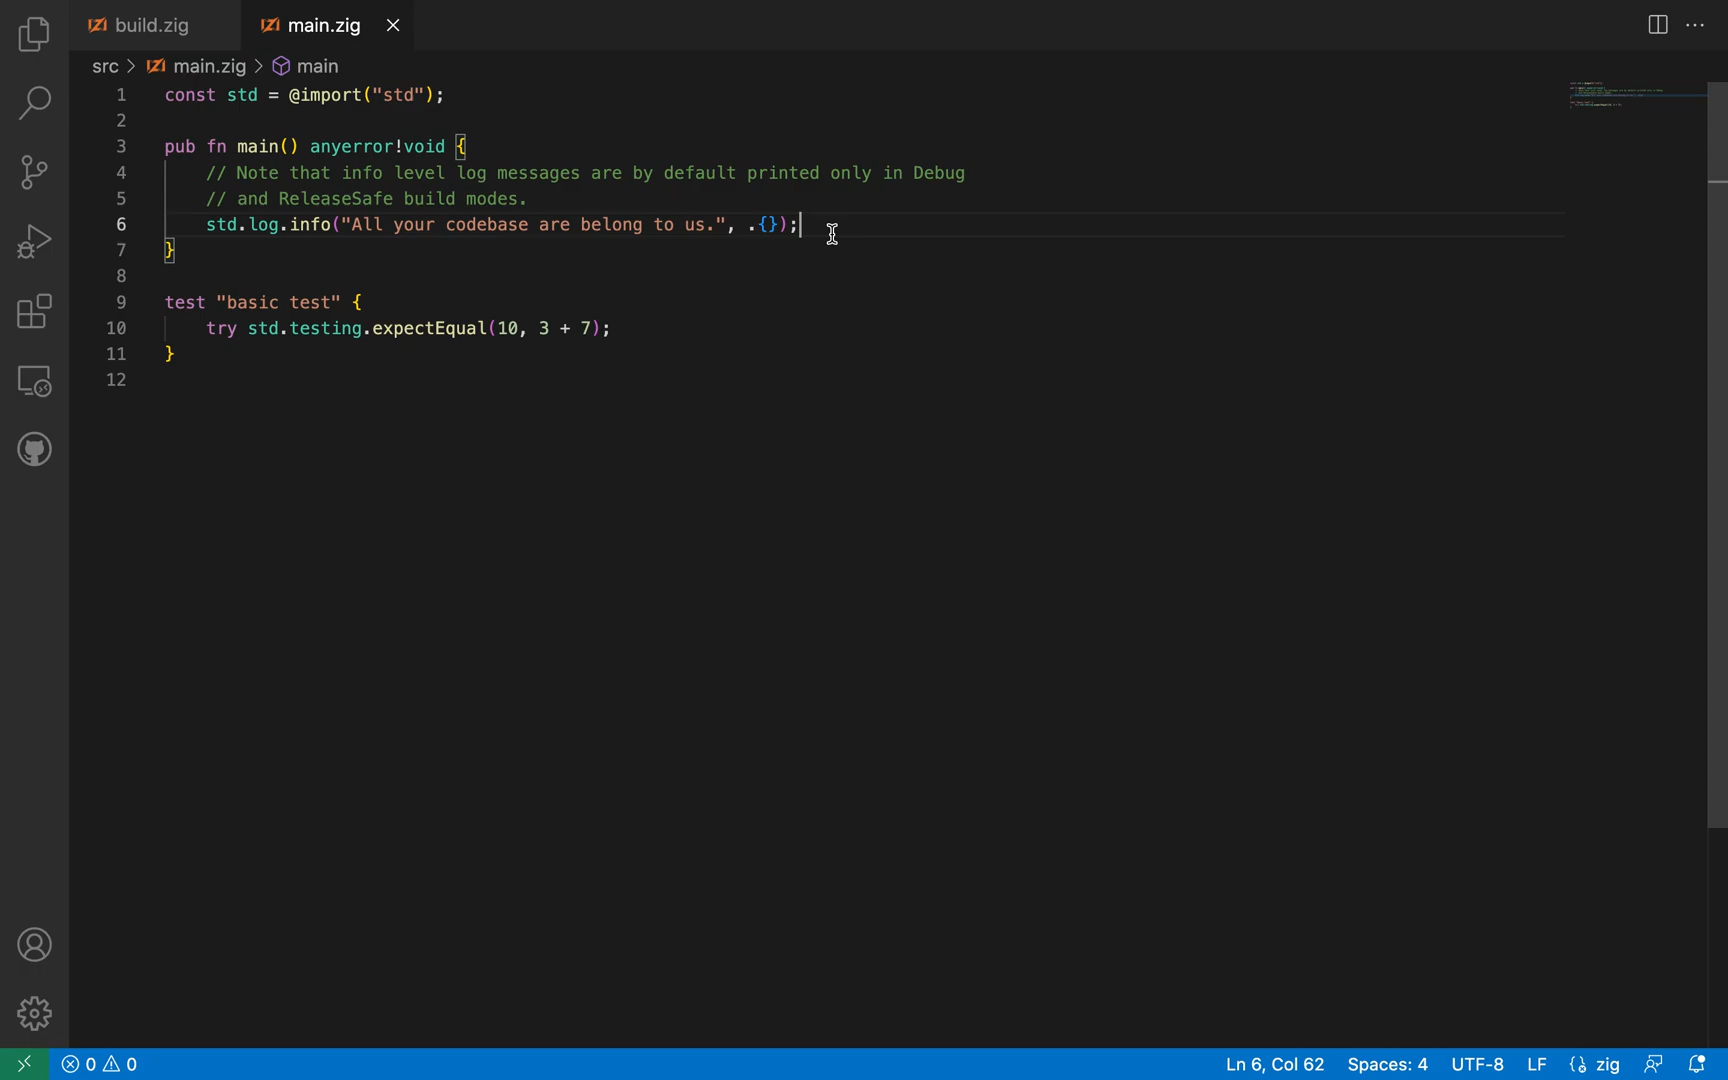 build.zig main.zig
src > main.zig > main
1 const std = @import("std");
2
3 pub fn main() anyerror!void {
4 // Note that info level log messages are by default printed only in Debug
5 // and ReleaseSafe build modes.
6 std.log.info("All your codebase are belong to us.", .{});
7 }
8
9 test "basic test" {
10 try std.testing.expectEqual(10, 3 + 7);
11 }
12
0 0 Ln 6, Col 62 Spaces: 4 UTF-8 LF zig